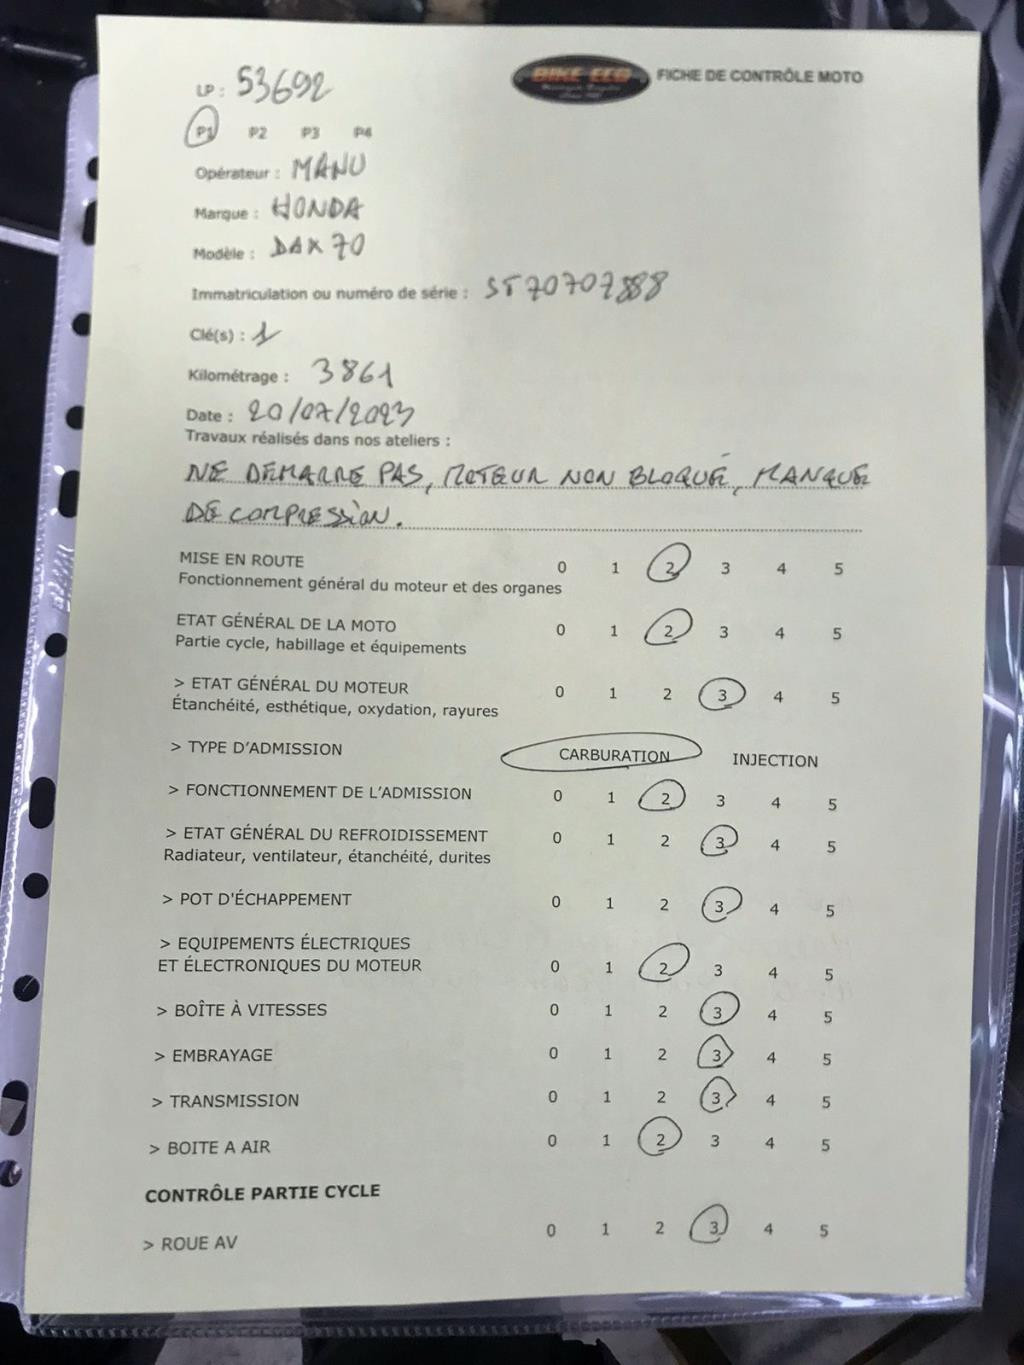 LP : 53692
BIKE ECO
FICHE DE CONTRÔLE MOTO
P1 P2 P3 P4
Opérateur : MANU
Marque : HONDA
Modèle : DAX 70
Immatriculation ou numéro de série : ST70707888
Clé(s) : 1
Kilométrage : 3861
Date : 20/07/2023
Travaux réalisés dans nos ateliers :
NE DEMARRE PAS, MOTEUR NON BLOQUÉ, MANQUE
DE COMPRESSION.
MISE EN ROUTE 0 1 2 3 4 5
Fonctionnement général du moteur et des organes
ETAT GÉNÉRAL DE LA MOTO 0 1 2 3 4 5
Partie cycle, habillage et équipements
> ETAT GÉNÉRAL DU MOTEUR 0 1 2 3 4 5
Étanchéité, esthétique, oxydation, rayures
> TYPE D'ADMISSION CARBURATION INJECTION
> FONCTIONNEMENT DE L'ADMISSION 0 1 2 3 4 5
> ETAT GÉNÉRAL DU REFROIDISSEMENT 0 1 2 3 4 5
Radiateur, ventilateur, étanchéité, durites
> POT D'ÉCHAPPEMENT 0 1 2 3 4 5
> EQUIPEMENTS ÉLECTRIQUES
ET ÉLECTRONIQUES DU MOTEUR 0 1 2 3 4 5
> BOÎTE À VITESSES 0 1 2 3 4 5
> EMBRAYAGE 0 1 2 3 4 5
> TRANSMISSION 0 1 2 3 4 5
> BOITE A AIR 0 1 2 3 4 5
CONTRÔLE PARTIE CYCLE
> ROUE AV 0 1 2 3 4 5